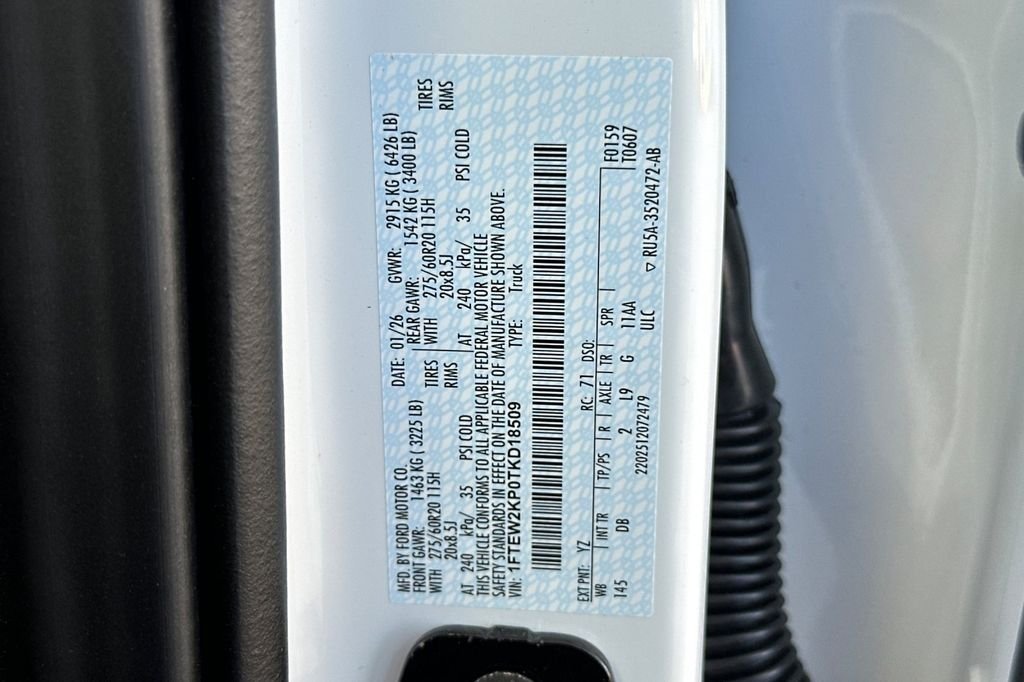 MFD. BY FORD MOTOR CO. DATE: 01/26 GVWR: 2915 KG ( 6426 LB)
FRONT GAWR: 1463 KG ( 3225 LB) REAR GAWR: 1542 KG ( 3400 LB)
WITH 275/60R20 115H TIRES WITH 275/60R20 115H TIRES
20x8.5J RIMS 20x8.5J RIMS
AT 240 kPa/ 35 PSI COLD AT 240 kPa/ 35 PSI COLD
THIS VEHICLE CONFORMS TO ALL APPLICABLE FEDERAL MOTOR VEHICLE
SAFETY STANDARDS IN EFFECT ON THE DATE OF MANUFACTURE SHOWN ABOVE.
VIN: 1FTEW2KP0TKD18509 TYPE: Truck
EXT PNT: YZ RC: 71 DSO:
WB INT TR TP/PS R AXLE TR SPR F0159
145 DB 2 L9 G 11AA T0607
2202512072479 ULC
▽ RU5A-3520472-AB